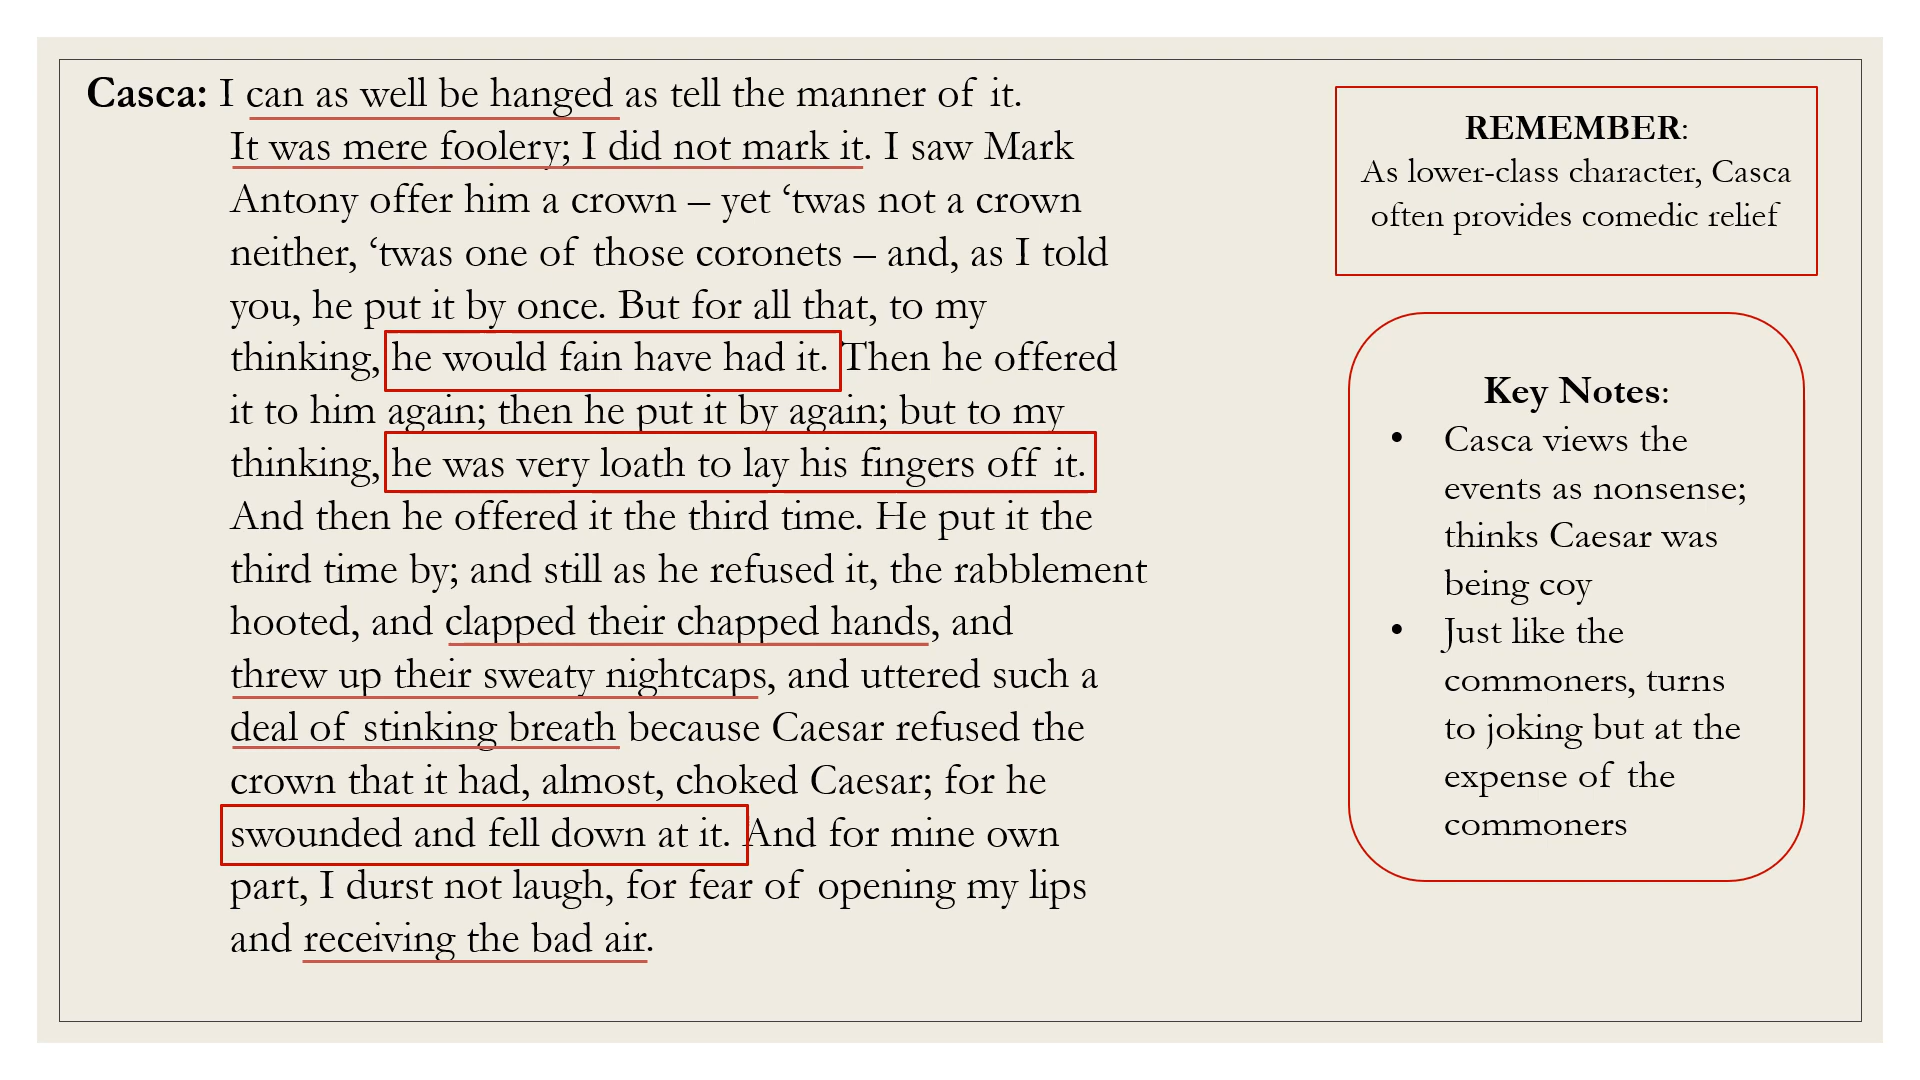 Casca: I can as well be hanged as tell the manner of it.
It was mere foolery; I did not mark it. I saw Mark
Antony offer him a crown – yet ‘twas not a crown
neither, ‘twas one of those coronets – and, as I told
you, he put it by once. But for all that, to my
thinking, he would fain have had it. Then he offered
it to him again; then he put it by again; but to my
thinking, he was very loath to lay his fingers off it.
And then he offered it the third time. He put it the
third time by; and still as he refused it, the rabblement
hooted, and clapped their chapped hands, and
threw up their sweaty nightcaps, and uttered such a
deal of stinking breath because Caesar refused the
crown that it had, almost, choked Caesar; for he
swounded and fell down at it. And for mine own
part, I durst not laugh, for fear of opening my lips
and receiving the bad air.
REMEMBER:
As lower-class character, Casca
often provides comedic relief
Key Notes:
• Casca views the
events as nonsense;
thinks Caesar was
being coy
• Just like the
commoners, turns
to joking but at the
expense of the
commoners